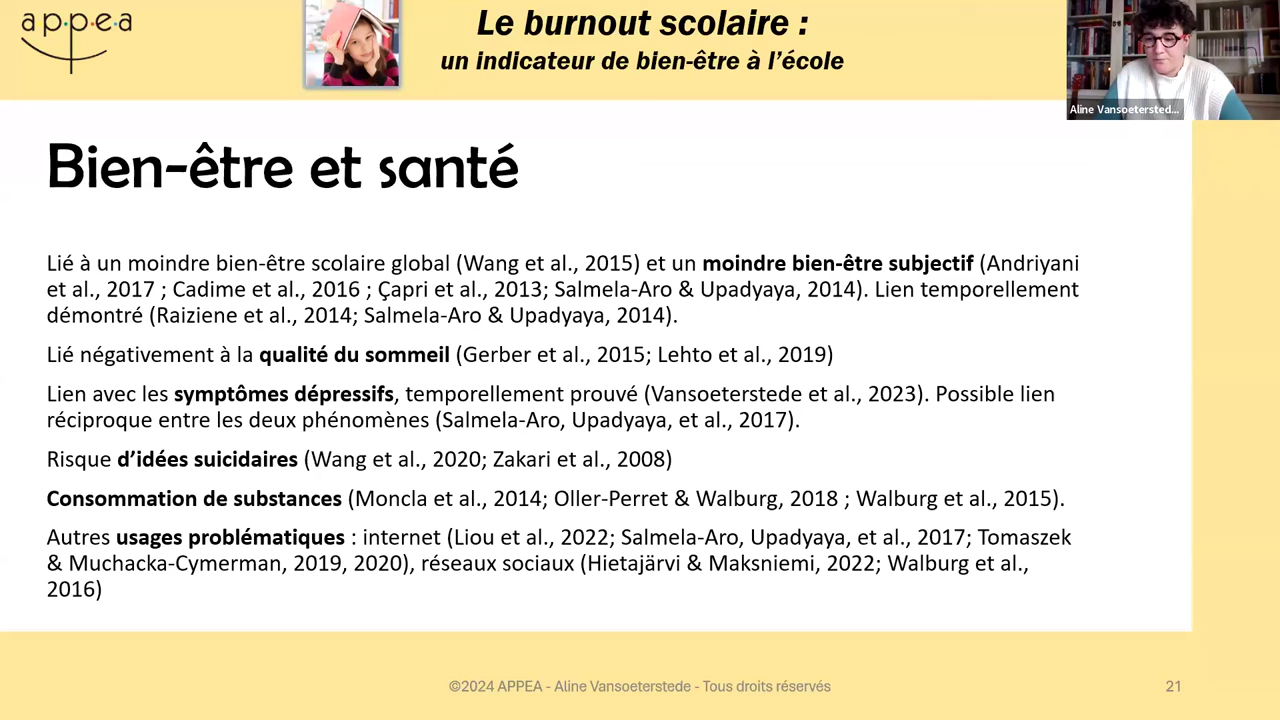 a·p·p·e·a
Le burnout scolaire :
un indicateur de bien-être à l'école
Aline Vansoetersted...
Bien-être et santé
Lié à un moindre bien-être scolaire global (Wang et al., 2015) et un moindre bien-être subjectif (Andriyani
et al., 2017 ; Cadime et al., 2016 ; Çapri et al., 2013; Salmela-Aro & Upadyaya, 2014). Lien temporellement
démontré (Raiziene et al., 2014; Salmela-Aro & Upadyaya, 2014).
Lié négativement à la qualité du sommeil (Gerber et al., 2015; Lehto et al., 2019)
Lien avec les symptômes dépressifs, temporellement prouvé (Vansoeterstede et al., 2023). Possible lien
réciproque entre les deux phénomènes (Salmela-Aro, Upadyaya, et al., 2017).
Risque d'idées suicidaires (Wang et al., 2020; Zakari et al., 2008)
Consommation de substances (Moncla et al., 2014; Oller-Perret & Walburg, 2018 ; Walburg et al., 2015).
Autres usages problématiques : internet (Liou et al., 2022; Salmela-Aro, Upadyaya, et al., 2017; Tomaszek
& Muchacka-Cymerman, 2019, 2020), réseaux sociaux (Hietajärvi & Maksniemi, 2022; Walburg et al.,
2016)
©2024 APPEA - Aline Vansoeterstede - Tous droits réservés
21